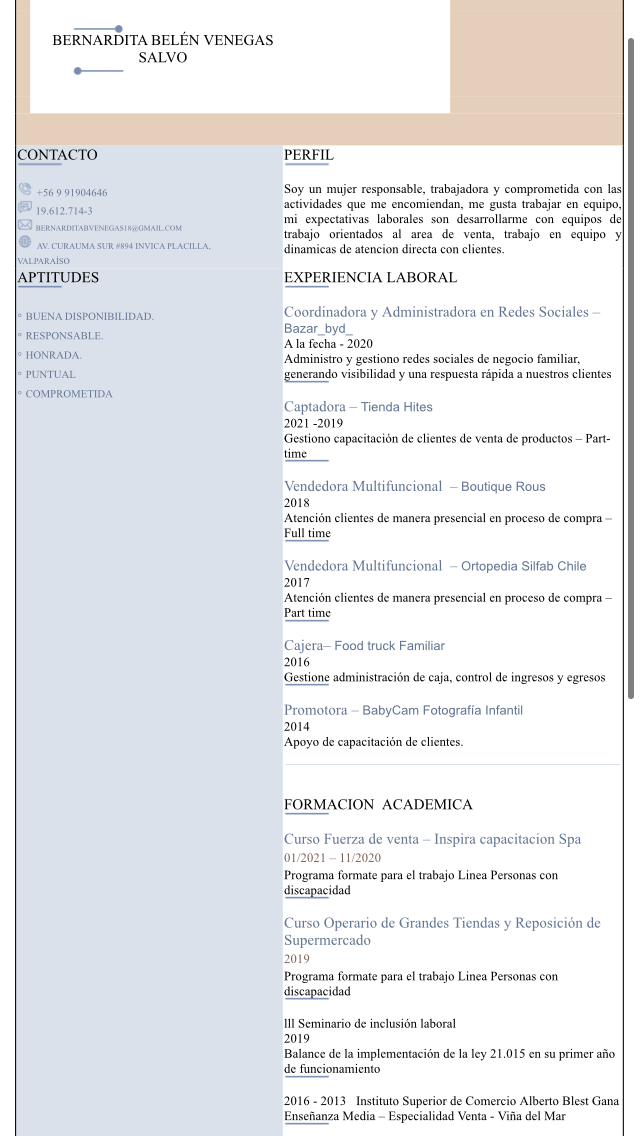 BERNARDITA BELÉN VENEGAS
SALVO
CONTACTO
+56 9 91904646
19.612.714-3
BERNARDITABVENEGAS18@GMAIL.COM
AV. CURAUMA SUR #894 INVICA PLACILLA,
VALPARAÍSO
APTITUDES
BUENA DISPONIBILIDAD.
RESPONSABLE.
HONRADA.
PUNTUAL
COMPROMETIDA
PERFIL
Soy un mujer responsable, trabajadora y comprometida con las
actividades que me encomiendan, me gusta trabajar en equipo,
mi expectativas laborales son desarrollarme con equipos de
trabajo orientados al area de venta, trabajo en equipo y
dinamicas de atencion directa con clientes.
EXPERIENCIA LABORAL
Coordinadora y Administradora en Redes Sociales –
Bazar_byd_
A la fecha - 2020
Administro y gestiono redes sociales de negocio familiar,
generando visibilidad y una respuesta rápida a nuestros clientes
Captadora – Tienda Hites
2021 -2019
Gestiono capacitación de clientes de venta de productos – Part-
time
Vendedora Multifuncional – Boutique Rous
2018
Atención clientes de manera presencial en proceso de compra –
Full time
Vendedora Multifuncional – Ortopedia Silfab Chile
2017
Atención clientes de manera presencial en proceso de compra –
Part time
Cajera– Food truck Familiar
2016
Gestione administración de caja, control de ingresos y egresos
Promotora – BabyCam Fotografía Infantil
2014
Apoyo de capacitación de clientes.
FORMACION ACADEMICA
Curso Fuerza de venta – Inspira capacitacion Spa
01/2021 – 11/2020
Programa formate para el trabajo Linea Personas con
discapacidad
Curso Operario de Grandes Tiendas y Reposición de
Supermercado
2019
Programa formate para el trabajo Linea Personas con
discapacidad
lll Seminario de inclusión laboral
2019
Balance de la implementación de la ley 21.015 en su primer año
de funcionamiento
2016 - 2013 Instituto Superior de Comercio Alberto Blest Gana
Enseñanza Media – Especialidad Venta - Viña del Mar